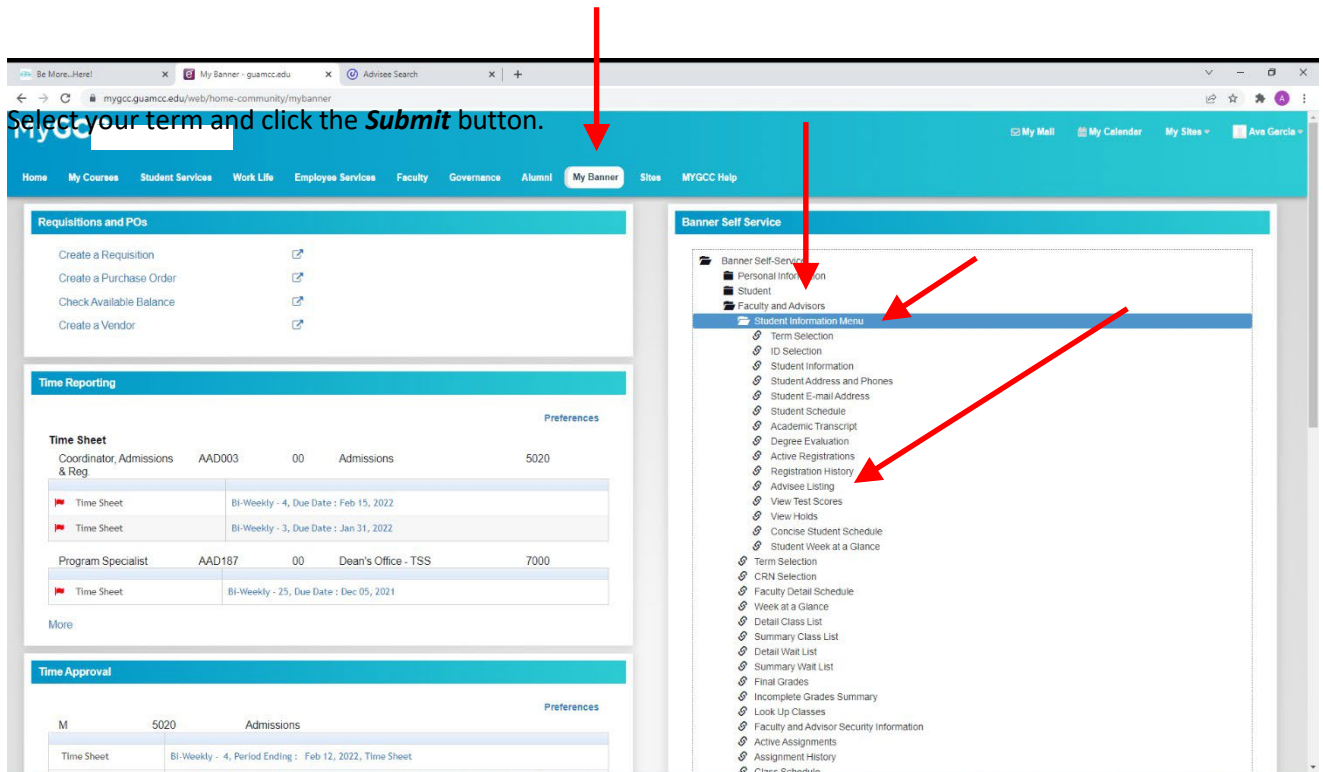 Be More...Here!
My Banner - guamcc.edu
Advisee Search
mygcc.guamcc.edu/web/home-community/mybanner
A
Select your term and click the Submit button.
MyGCC
My Mail My Calendar My Sites Ava Garcia
Home My Courses Student Services Work Life Employee Services Faculty Governance Alumni My Banner Sites MYGCC Help
Requisitions and POs
Create a Requisition
Create a Purchase Order
Check Available Balance
Create a Vendor
Time Reporting
Preferences
Time Sheet
Coordinator, Admissions AAD003 00 Admissions 5020
& Reg.
Time Sheet Bi-Weekly - 4, Due Date : Feb 15, 2022
Time Sheet Bi-Weekly - 3, Due Date : Jan 31, 2022
Program Specialist AAD187 00 Dean's Office - TSS 7000
Time Sheet Bi-Weekly - 25, Due Date : Dec 05, 2021
More
Time Approval
Preferences
M 5020 Admissions
Time Sheet Bi-Weekly - 4, Period Ending : Feb 12, 2022, Time Sheet
Banner Self Service
Banner Self-Service
Personal Information
Student
Faculty and Advisors
Student Information Menu
Term Selection
ID Selection
Student Information
Student Address and Phones
Student E-mail Address
Student Schedule
Academic Transcript
Degree Evaluation
Active Registrations
Registration History
Advisee Listing
View Test Scores
View Holds
Concise Student Schedule
Student Week at a Glance
Term Selection
CRN Selection
Faculty Detail Schedule
Week at a Glance
Detail Class List
Summary Class List
Detail Wait List
Summary Wait List
Final Grades
Incomplete Grades Summary
Look Up Classes
Faculty and Advisor Security Information
Active Assignments
Assignment History
Class Schedule